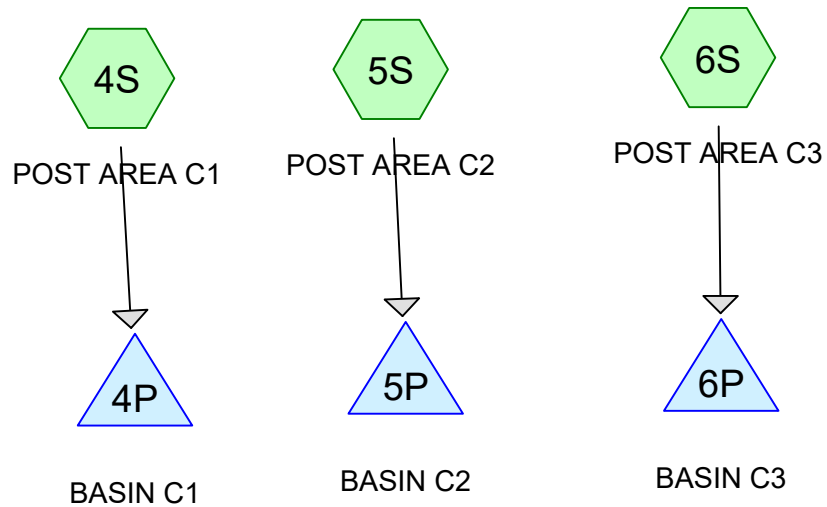 4S
5S
6S
POST AREA C1
POST AREA C2
POST AREA C3
4P
5P
6P
BASIN C1
BASIN C2
BASIN C3